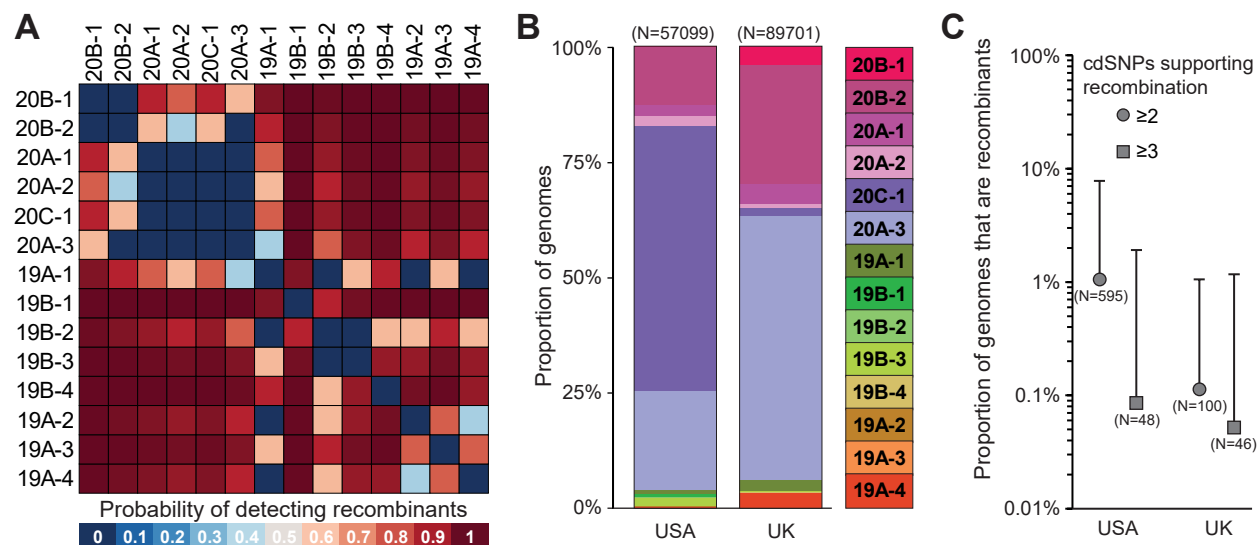 A
20B-1
20B-2
20A-1
20A-2
20C-1
20A-3
19A-1
19B-1
19B-2
19B-3
19B-4
19A-2
19A-3
19A-4
20B-1
20B-2
20A-1
20A-2
20C-1
20A-3
19A-1
19B-1
19B-2
19B-3
19B-4
19A-2
19A-3
19A-4
Probability of detecting recombinants
0 0.1 0.2 0.3 0.4 0.5 0.6 0.7 0.8 0.9 1
B
(N=57099) (N=89701)
Proportion of genomes
100%
75%
50%
25%
0%
USA UK
20B-1
20B-2
20A-1
20A-2
20C-1
20A-3
19A-1
19B-1
19B-2
19B-3
19B-4
19A-2
19A-3
19A-4
C
Proportion of genomes that are recombinants
100%
10%
1%
0.1%
0.01%
cdSNPs supporting
recombination
≥2
≥3
(N=595)
(N=48)
(N=100)
(N=46)
USA UK